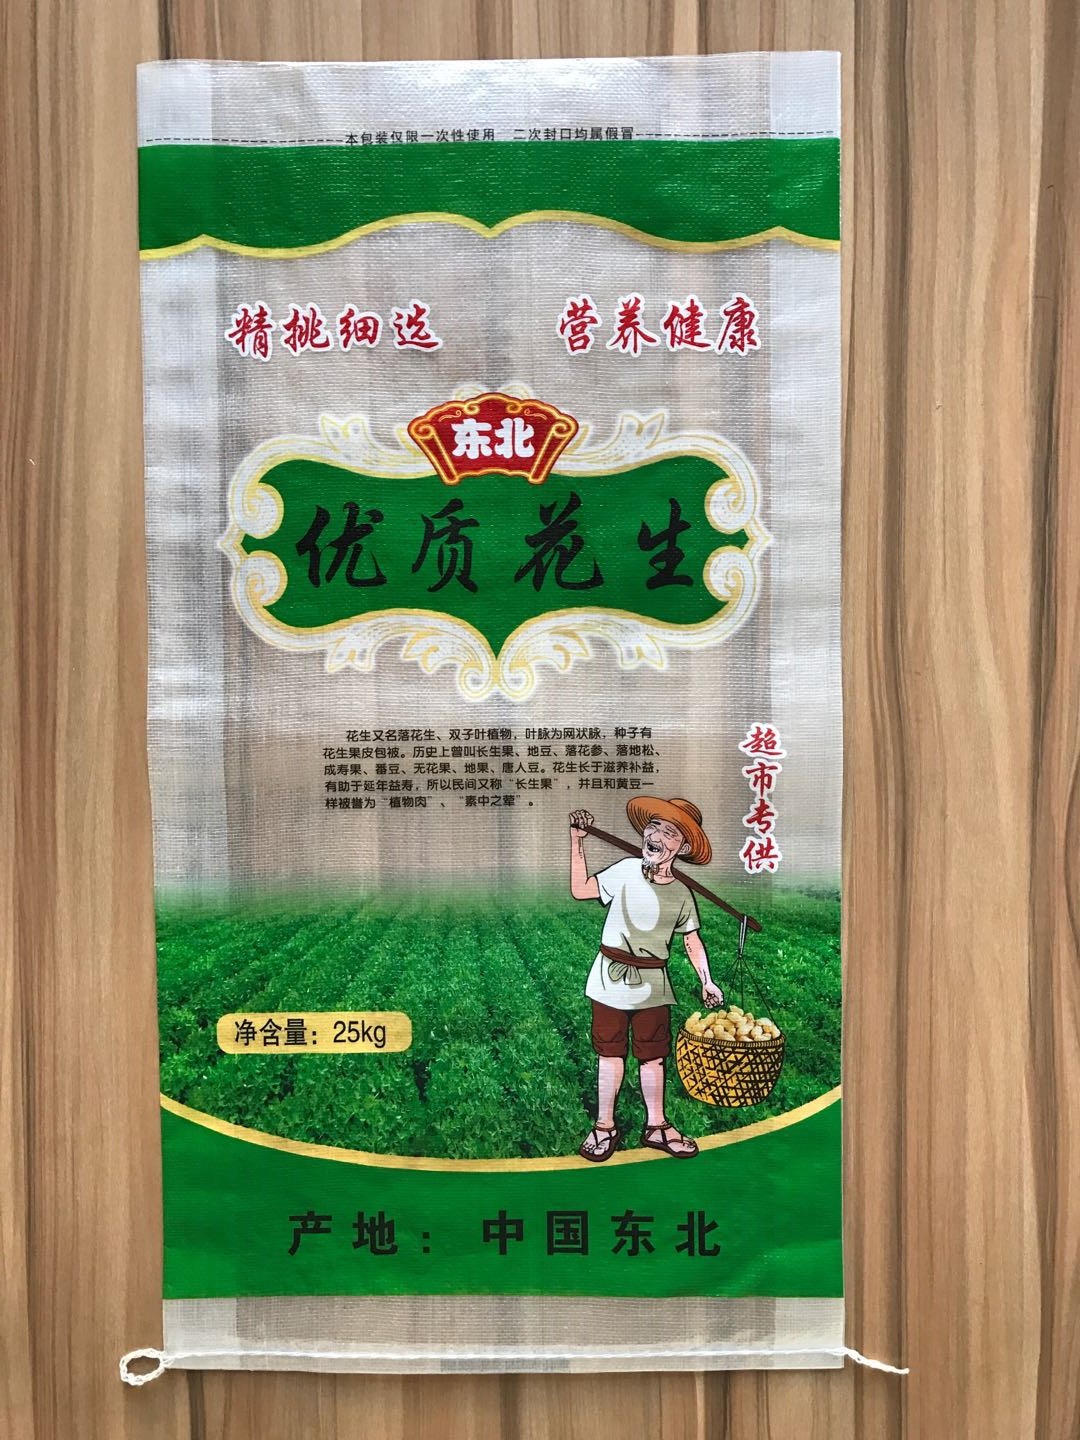 本包装仅限一次性使用 二次封口均属假冒
精挑细选 营养健康
东北
优质花生
花生又名落花生、双子叶植物，叶脉为网状脉，种子有
花生果皮包被。历史上曾叫长生果、地豆、落花参、落地松、
成寿果、番豆、无花果、地果、唐人豆。花生长于滋养补益，
有助于延年益寿，所以民间又称“长生果”，并且和黄豆一
样被誉为“植物肉”、“素中之荤”。
超市专供
净含量：25kg
产地：中国东北